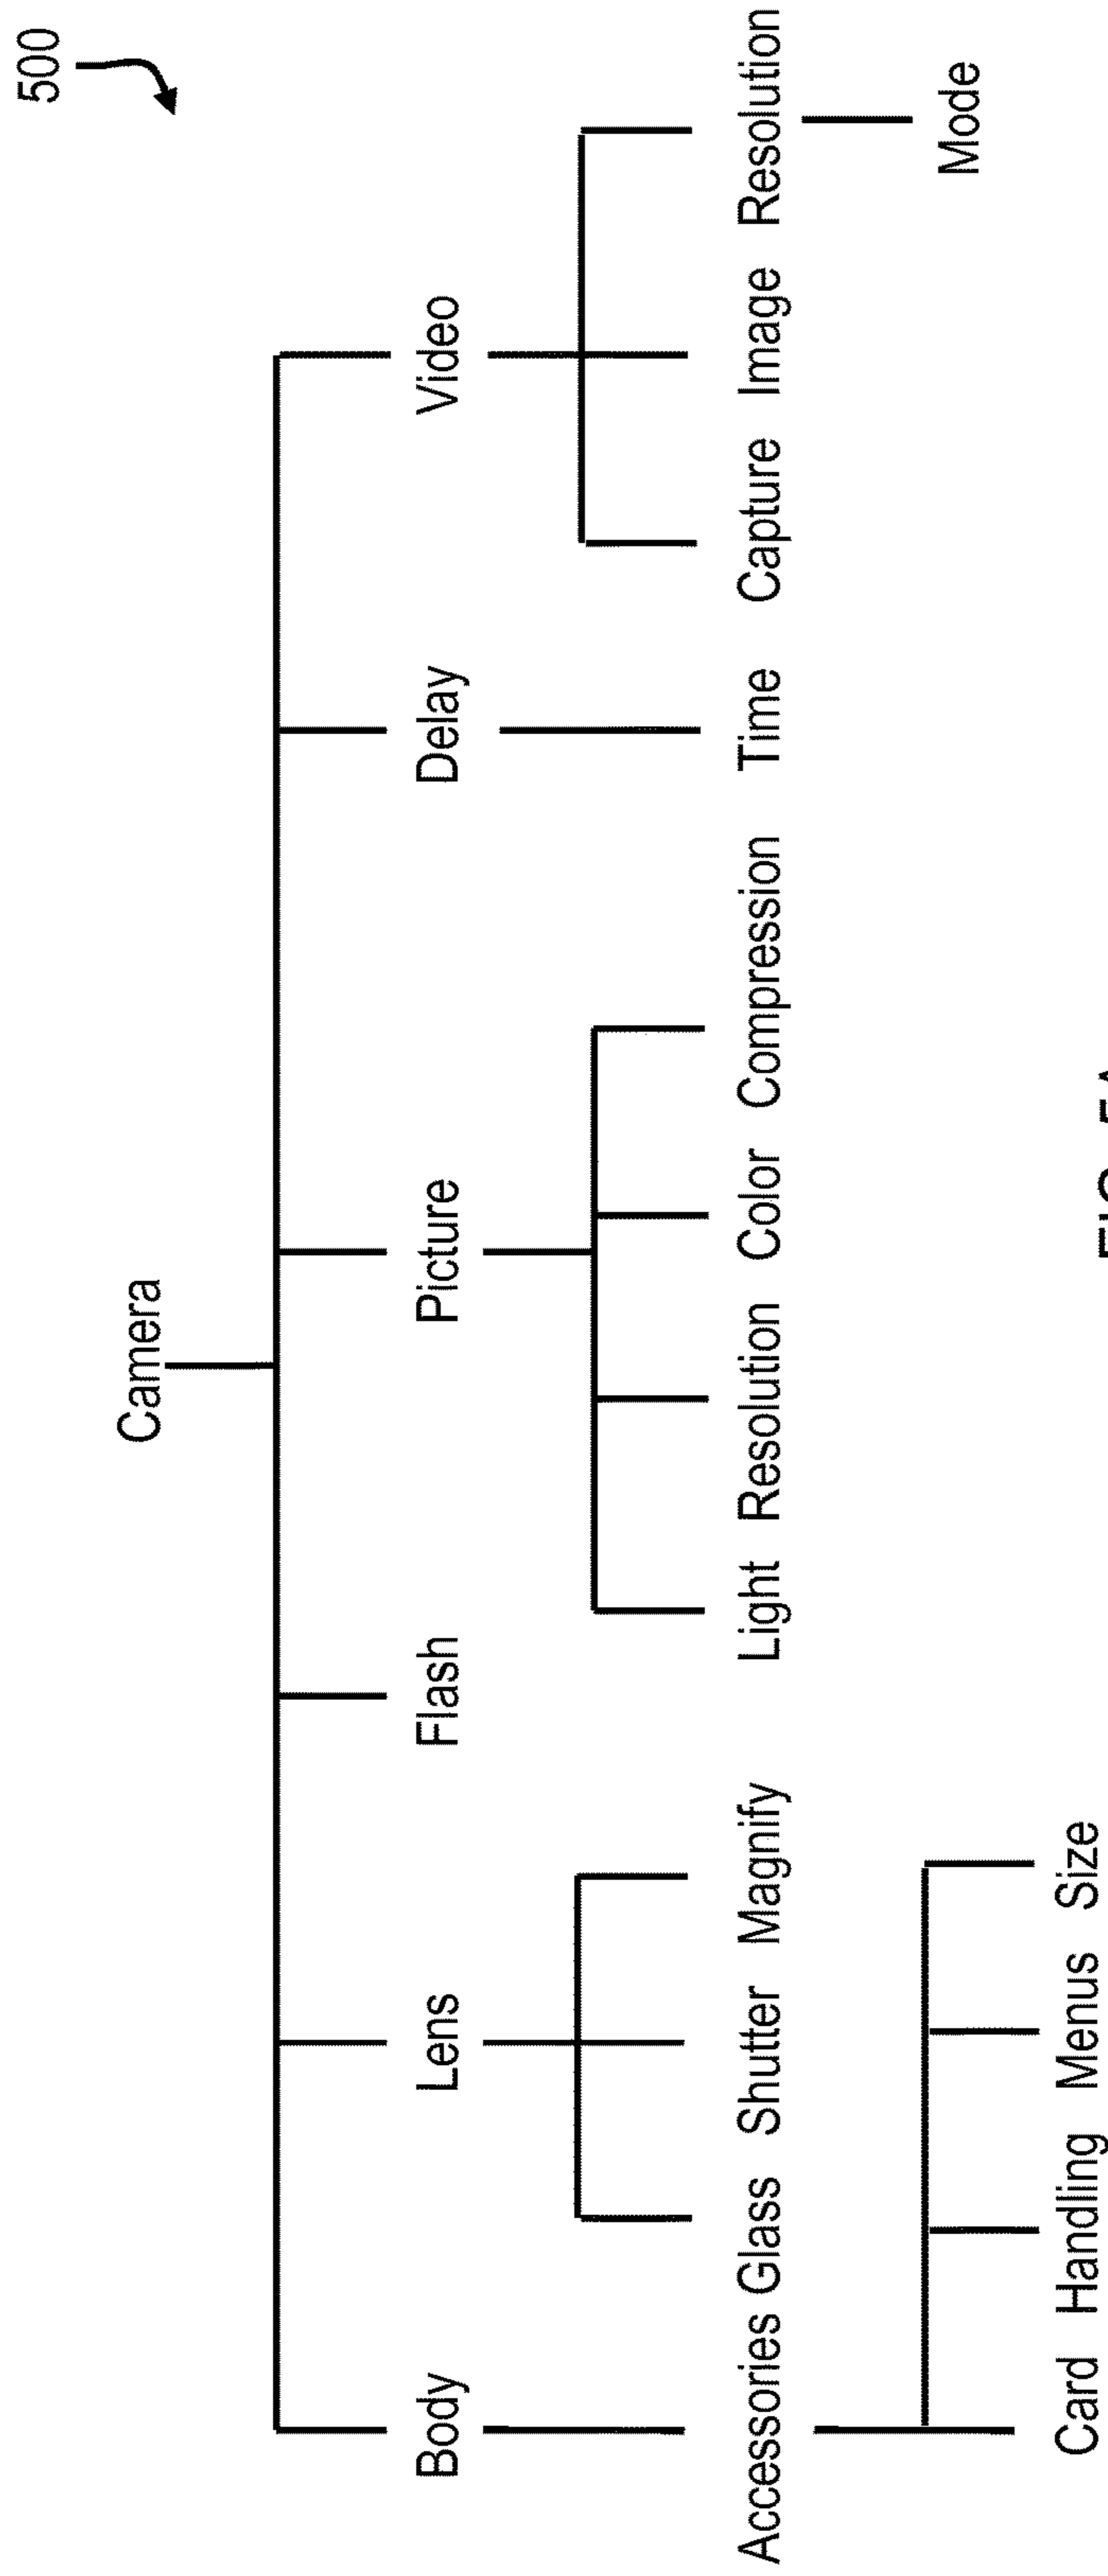 500
Camera
Body Lens Flash Picture Delay Video
Accessories Glass Shutter Magnify Light Resolution Color Compression Time Capture Image Resolution
Mode
Card Handling Menus Size